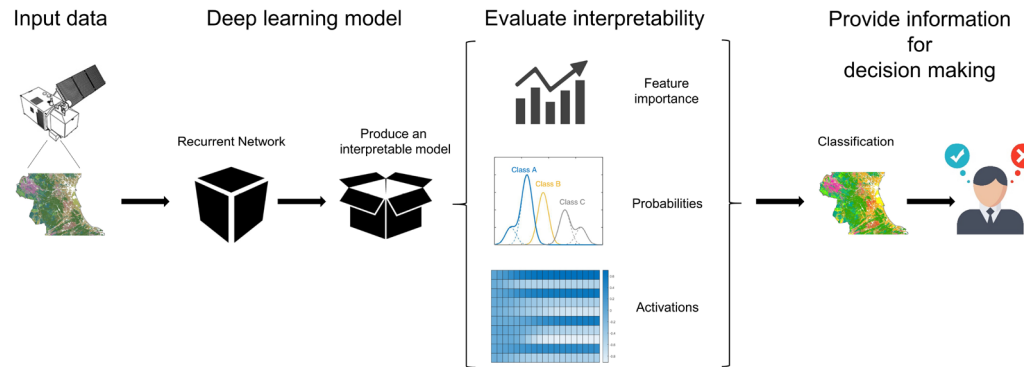 Input data
Deep learning model
Evaluate interpretability
Provide information
for
decision making
Recurrent Network
Produce an
interpretable model
Feature
importance
Class A
Class B
Class C
Probabilities
Activations
Classification